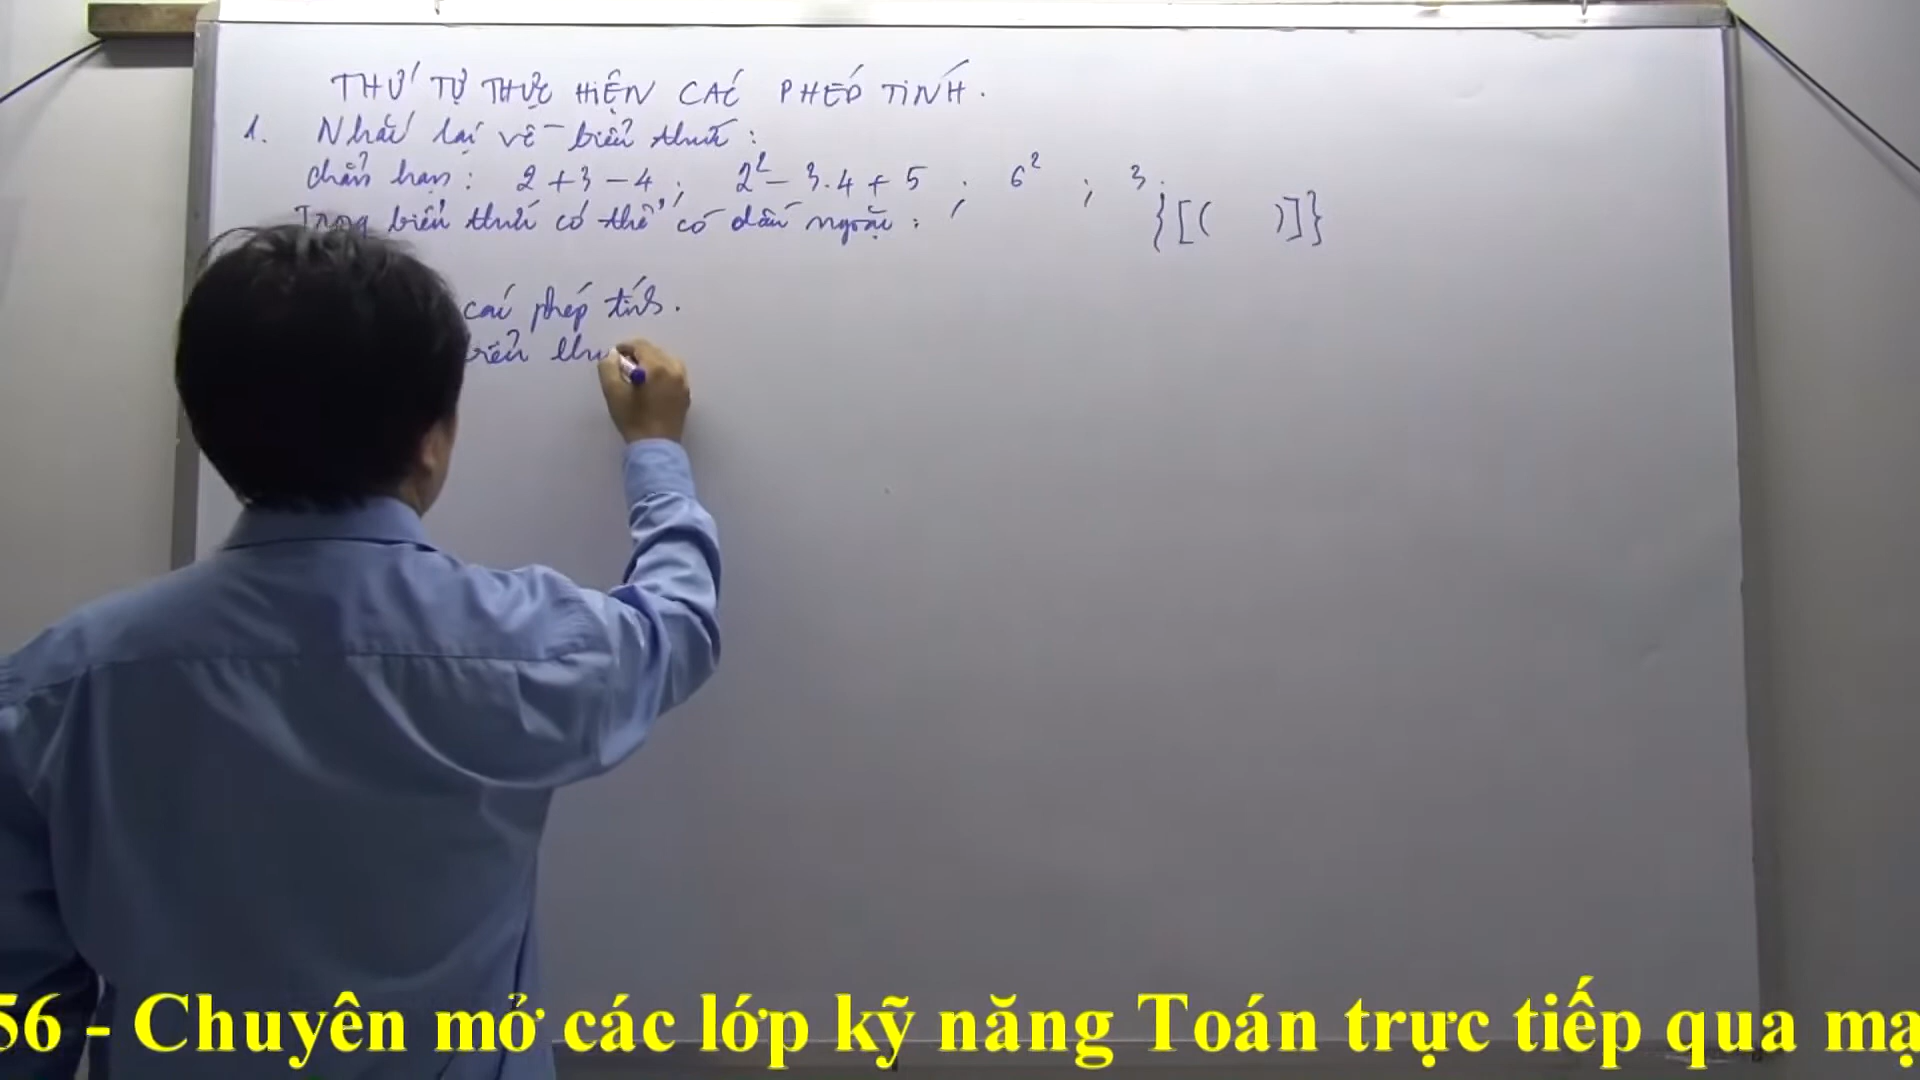 THỨ TỰ THỰC HIỆN CÁC PHÉP TÍNH.
1. Nhắc lại về biểu thức:
chẳn hạn: 2 + 3 - 4; 2² - 3.4 + 5 ; 6² ; 3.
Trong biểu thức có thể có dấu ngoặc: {[( )]}
các phép tính.
biểu thứ
56 - Chuyên mở các lớp kỹ năng Toán trực tiếp qua mạ